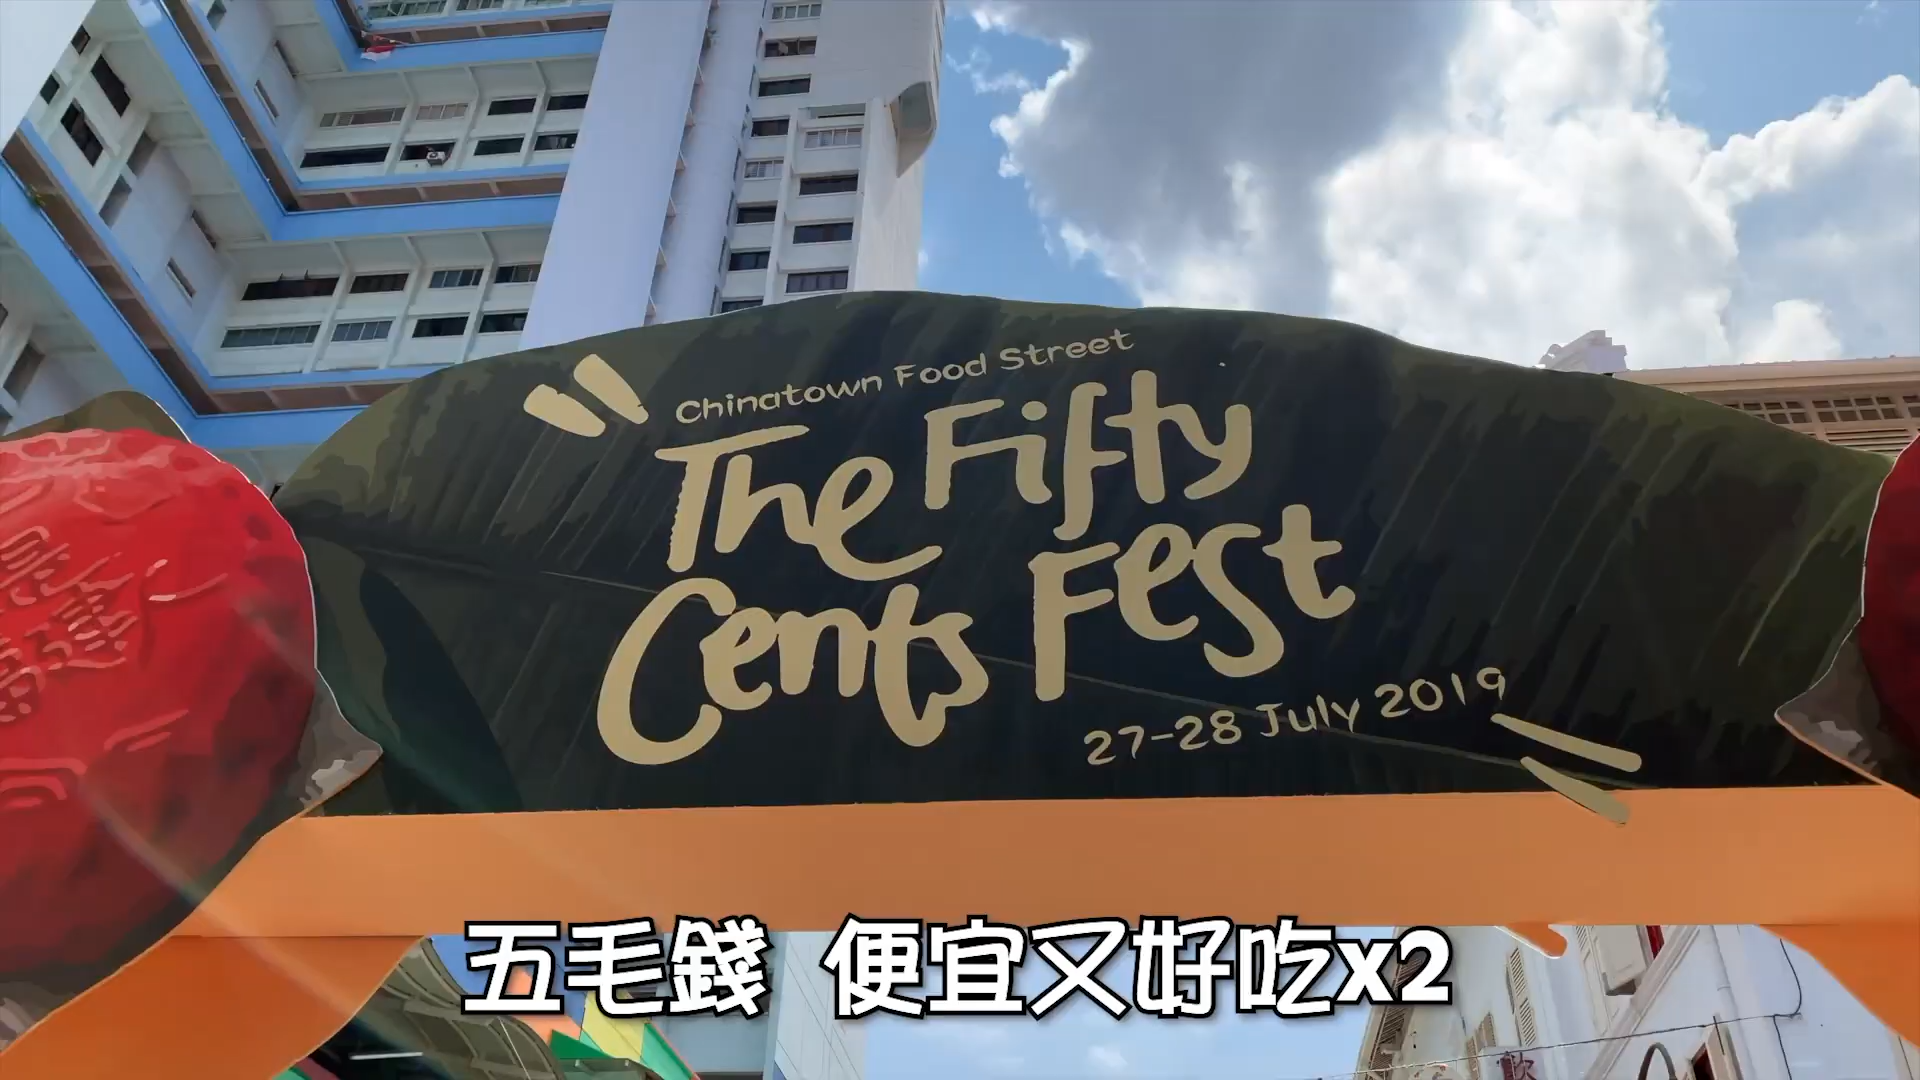 Chinatown Food Street
The Fifty
Cents Fest
27-28 July 2019
五毛錢 便宜又好吃x2